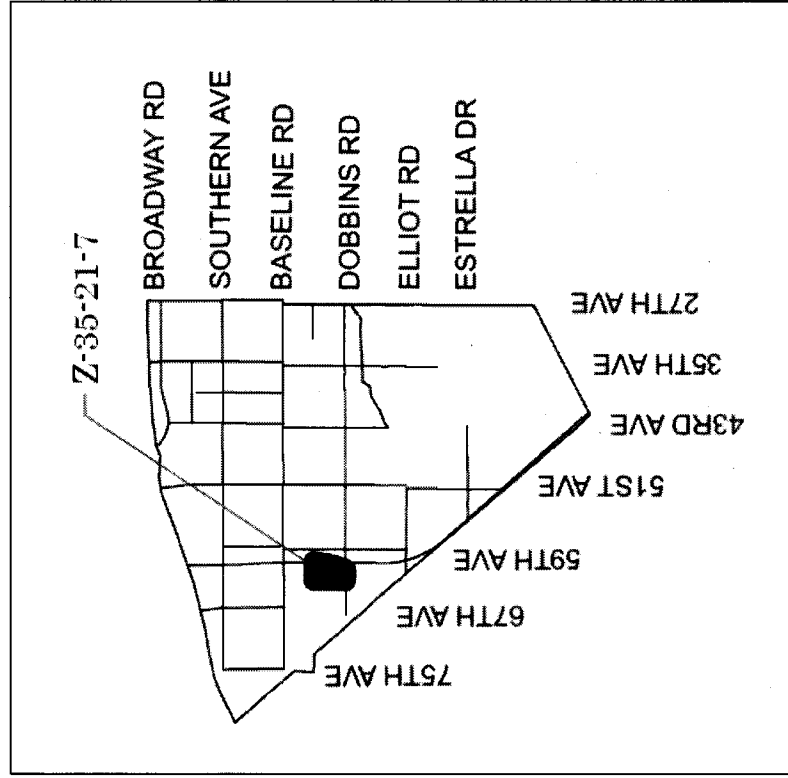 Z-35-21-7
BROADWAY RD
SOUTHERN AVE
BASELINE RD
DOBBINS RD
ELLIOT RD
ESTRELLA DR
27TH AVE
35TH AVE
43RD AVE
51ST AVE
59TH AVE
67TH AVE
75TH AVE